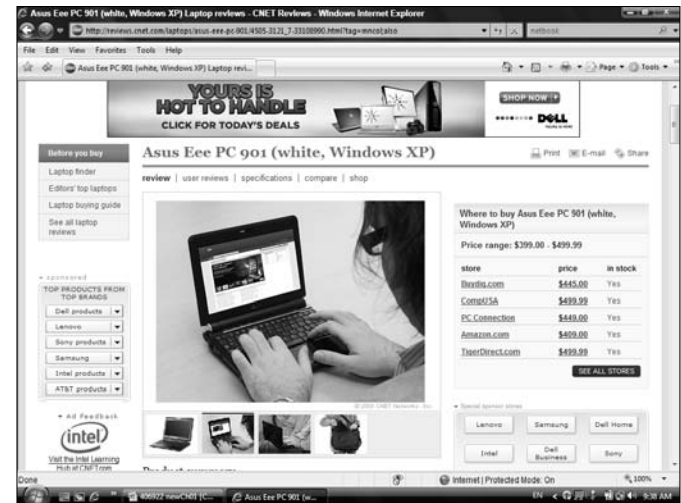 Asus Eee PC 901 (white, Windows XP) Laptop reviews - CNET Reviews - Windows Internet Explorer
http://reviews.cnet.com/laptops/asus-eee-pc-901/4505-3121_7-33108990.html?tag=mncol;also
netbook
File Edit View Favorites Tools Help
Asus Eee PC 901 (white, Windows XP) Laptop revi...
Page Tools
YOURS IS
HOT TO HANDLE
CLICK FOR TODAY'S DEALS
SHOP NOW
DELL
Before you buy
Laptop finder
Editors' top laptops
Laptop buying guide
See all laptop
reviews
Asus Eee PC 901 (white, Windows XP)
Print E-mail Share
review | user reviews | specifications | compare | shop
Where to buy Asus Eee PC 901 (white,
Windows XP)
Price range: $399.00 - $499.99
store price in stock
Buydig.com $445.00 Yes
CompUSA $499.99 Yes
PC Connection $449.00 Yes
Amazon.com $409.00 Yes
TigerDirect.com $499.99 Yes
SEE ALL STORES
sponsored
TOP PRODUCTS FROM
TOP BRANDS
Dell products
Lenovo
Sony products
Samsung
Intel products
AT&T products
Ad Feedback
intel
Visit the Intel Learning
Hub at CNET.com
© 2008 CNET Networks, Inc.
Special sponsor stores
Lenovo Samsung Dell Home
Intel Dell Business Sony
Done
Internet | Protected Mode: On
100%
406922 newCh01 [C...
Asus Eee PC 901 (w...
EN
9:38 AM